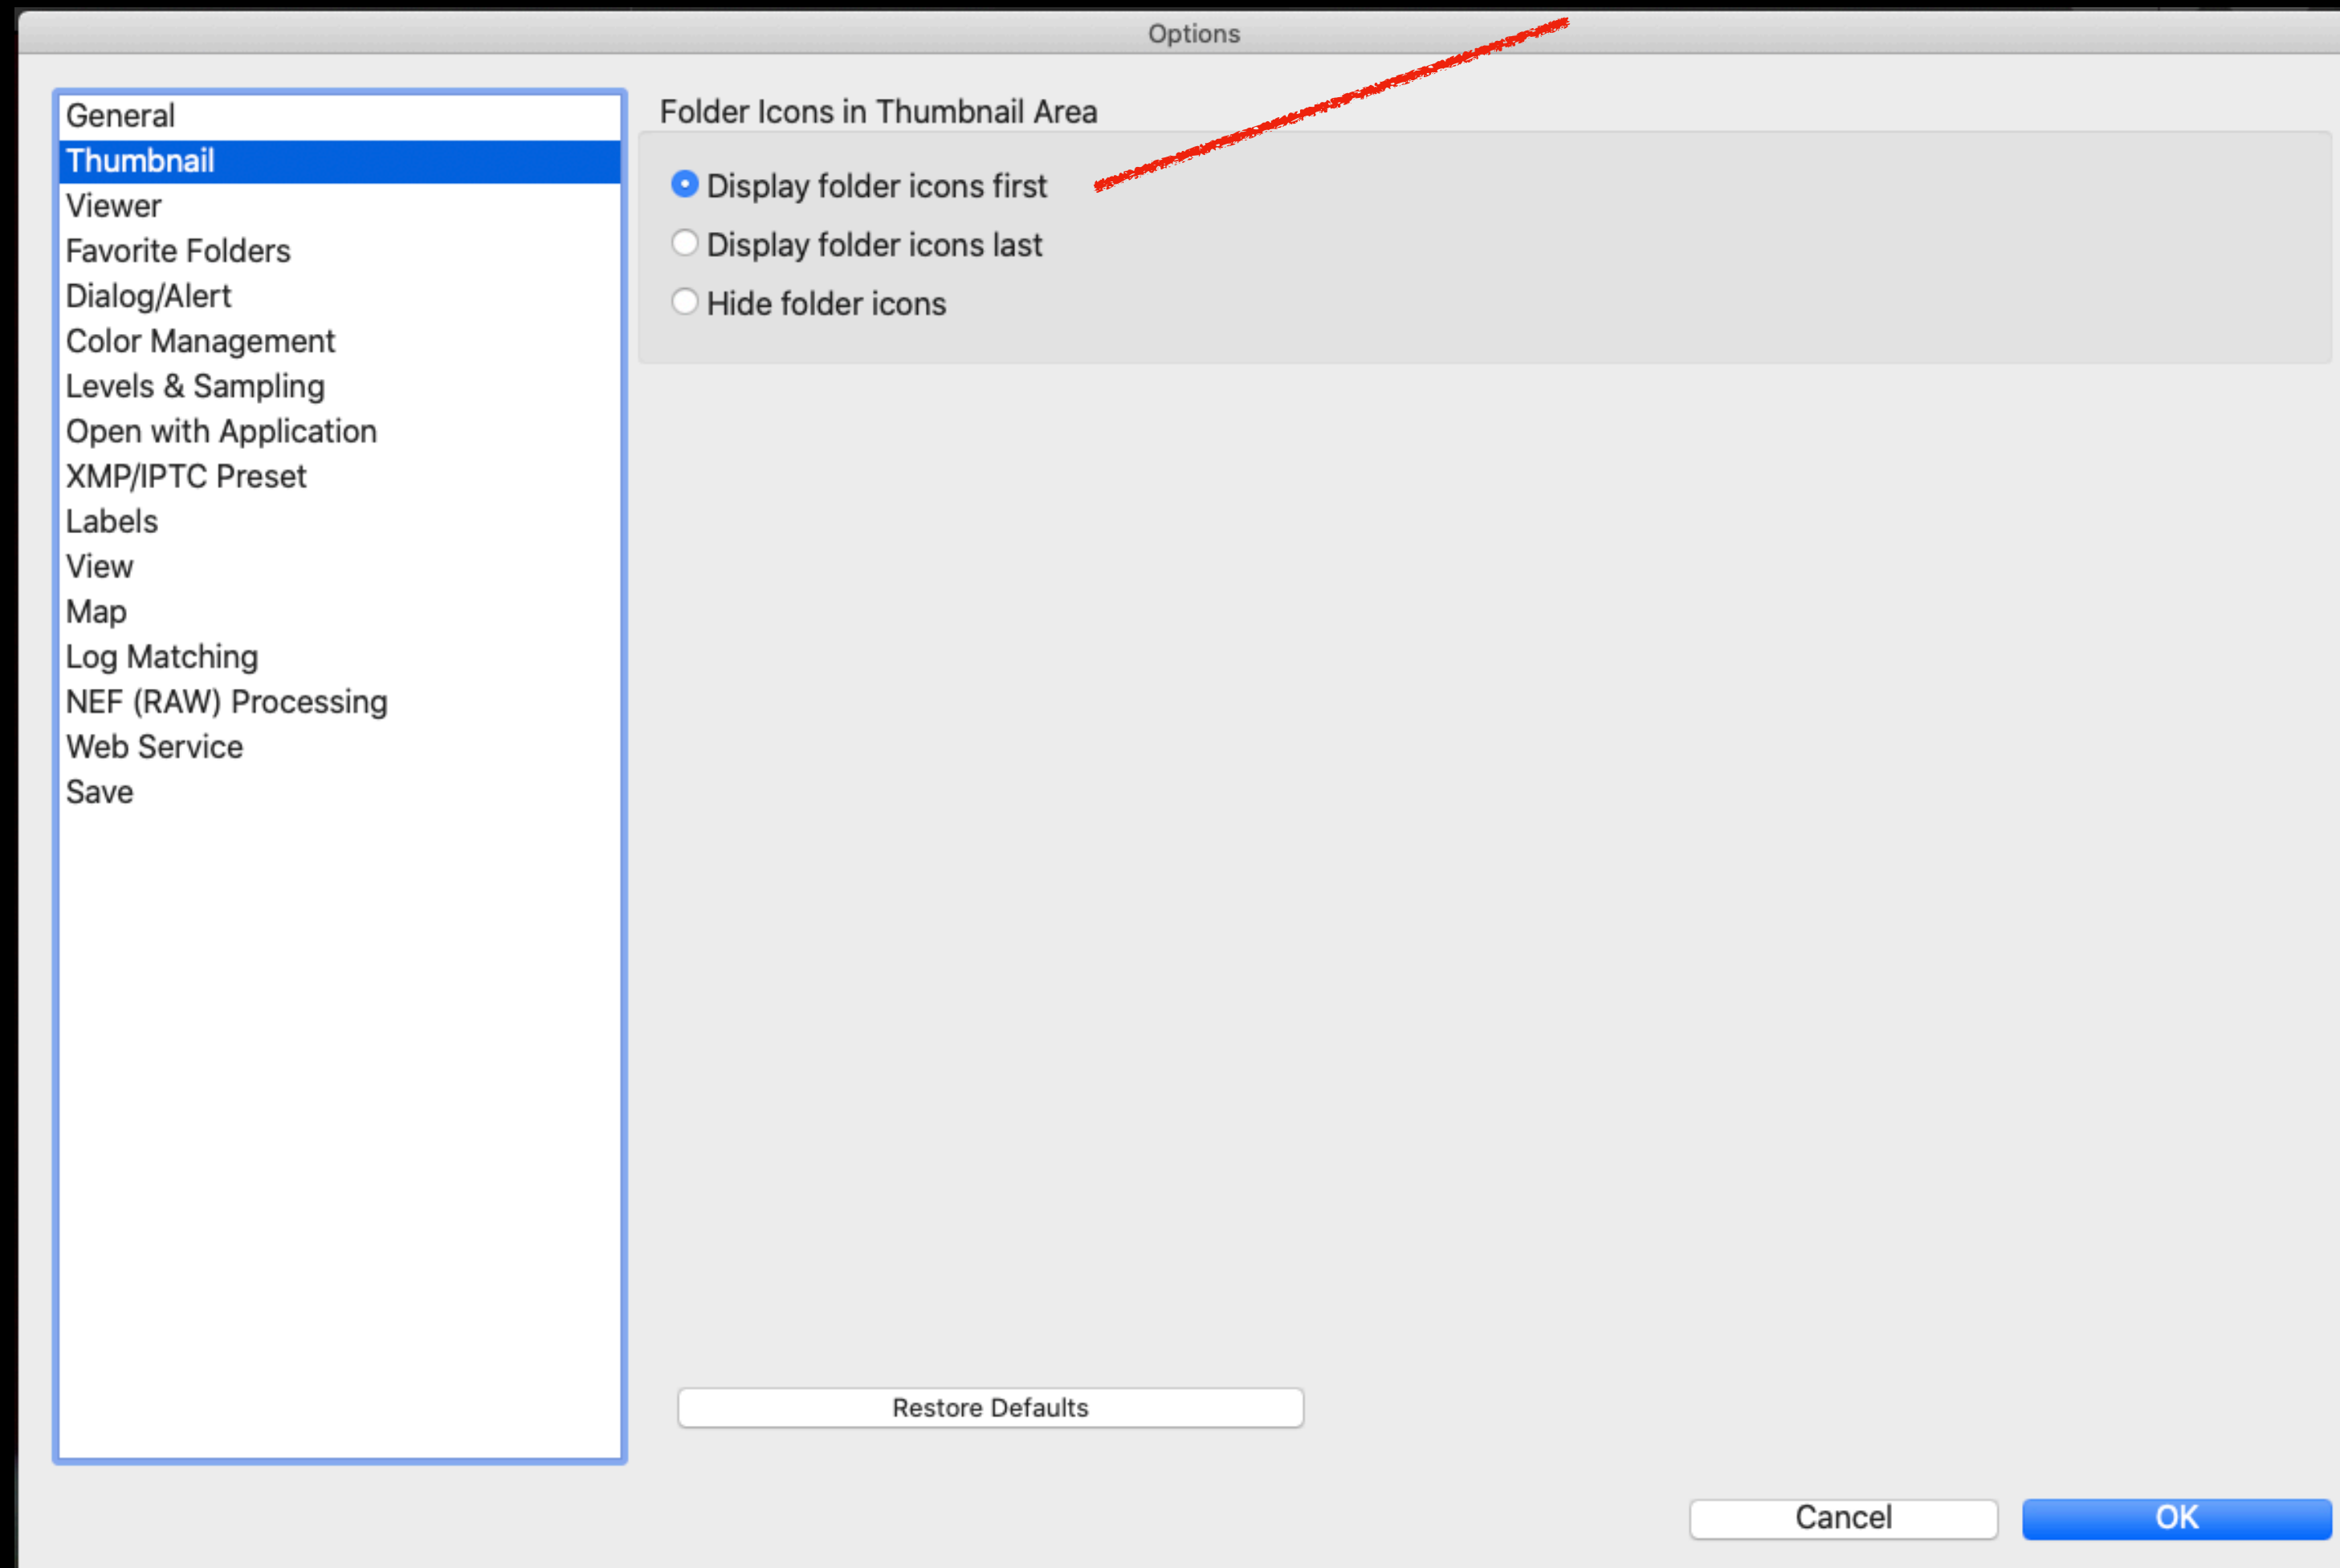 Options
General
Thumbnail
Viewer
Favorite Folders
Dialog/Alert
Color Management
Levels & Sampling
Open with Application
XMP/IPTC Preset
Labels
View
Map
Log Matching
NEF (RAW) Processing
Web Service
Save
Folder Icons in Thumbnail Area
Display folder icons first
Display folder icons last
Hide folder icons
Restore Defaults
Cancel
OK